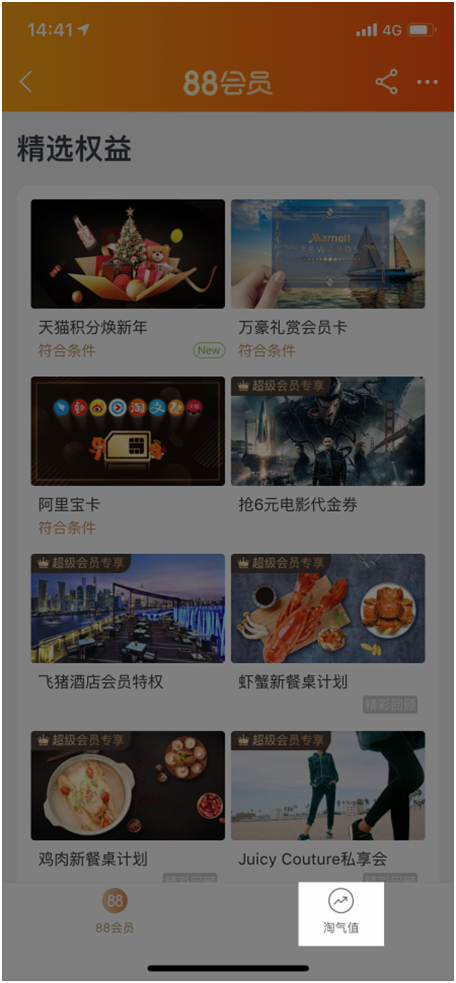 14:41
4G
88会员
精选权益
Marriott
REWARDS
天猫积分焕新年
万豪礼赏会员卡
符合条件
New
符合条件
超级会员专享
淘
支
阿里宝卡
抢6元电影代金券
符合条件
超级会员专享
超级会员专享
飞猪酒店会员特权
虾蟹新餐桌计划
精彩回顾
超级会员专享
超级会员专享
鸡肉新餐桌计划
Juicy Couture私享会
88
88会员
淘气值